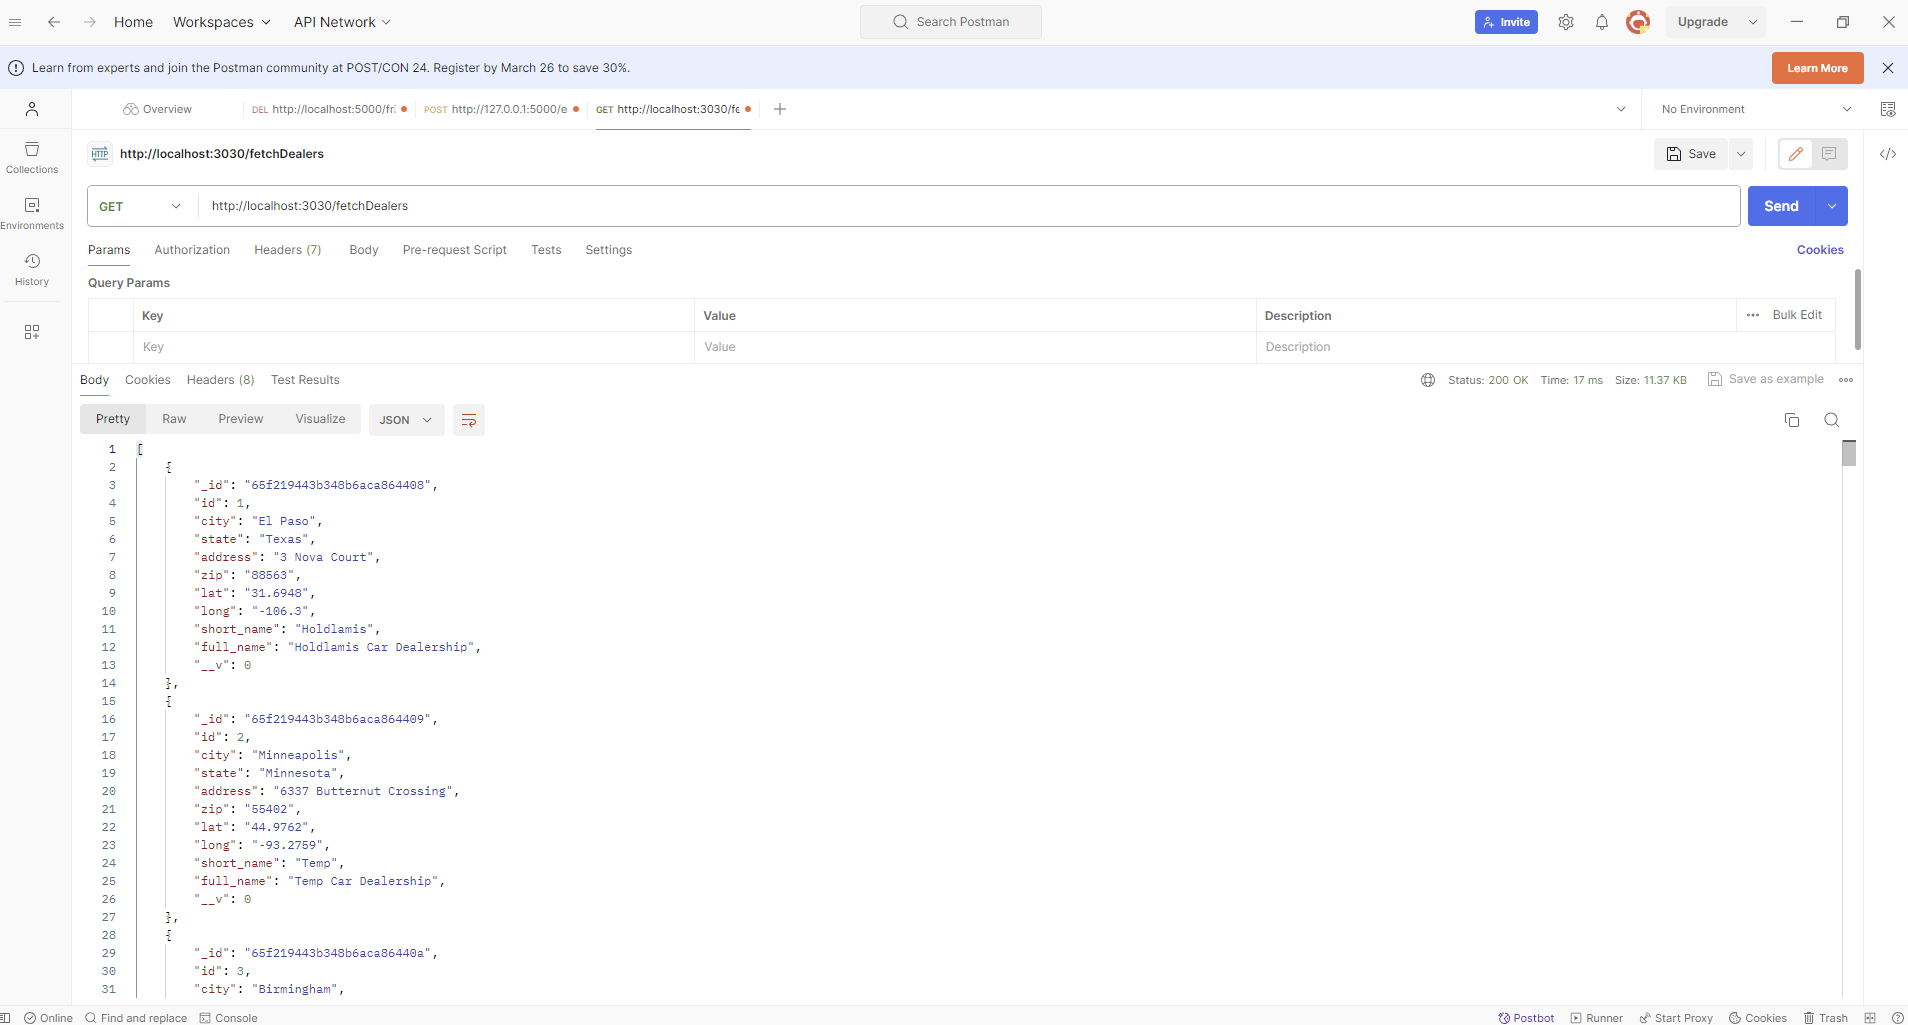 Home Workspaces API Network Search Postman Invite Upgrade
Learn from experts and join the Postman community at POST/CON 24. Register by March 26 to save 30%. Learn More
Overview DEL http://localhost:5000/fri POST http://127.0.0.1:5000/e GET http://localhost:3030/fe No Environment
HTTP http://localhost:3030/fetchDealers Save
Collections
GET http://localhost:3030/fetchDealers Send
Environments
Params Authorization Headers (7) Body Pre-request Script Tests Settings Cookies
History
Query Params
Key Value Description Bulk Edit
Key Value Description
Body Cookies Headers (8) Test Results Status: 200 OK Time: 17 ms Size: 11.37 KB Save as example
Pretty Raw Preview Visualize JSON
1 [
2 {
3 "_id": "65f219443b348b6aca864408",
4 "id": 1,
5 "city": "El Paso",
6 "state": "Texas",
7 "address": "3 Nova Court",
8 "zip": "88563",
9 "lat": "31.6948",
10 "long": "-106.3",
11 "short_name": "Holdlamis",
12 "full_name": "Holdlamis Car Dealership",
13 "__v": 0
14 },
15 {
16 "_id": "65f219443b348b6aca864409",
17 "id": 2,
18 "city": "Minneapolis",
19 "state": "Minnesota",
20 "address": "6337 Butternut Crossing",
21 "zip": "55402",
22 "lat": "44.9762",
23 "long": "-93.2759",
24 "short_name": "Temp",
25 "full_name": "Temp Car Dealership",
26 "__v": 0
27 },
28 {
29 "_id": "65f219443b348b6aca86440a",
30 "id": 3,
31 "city": "Birmingham",
Online Find and replace Console Postbot Runner Start Proxy Cookies Trash